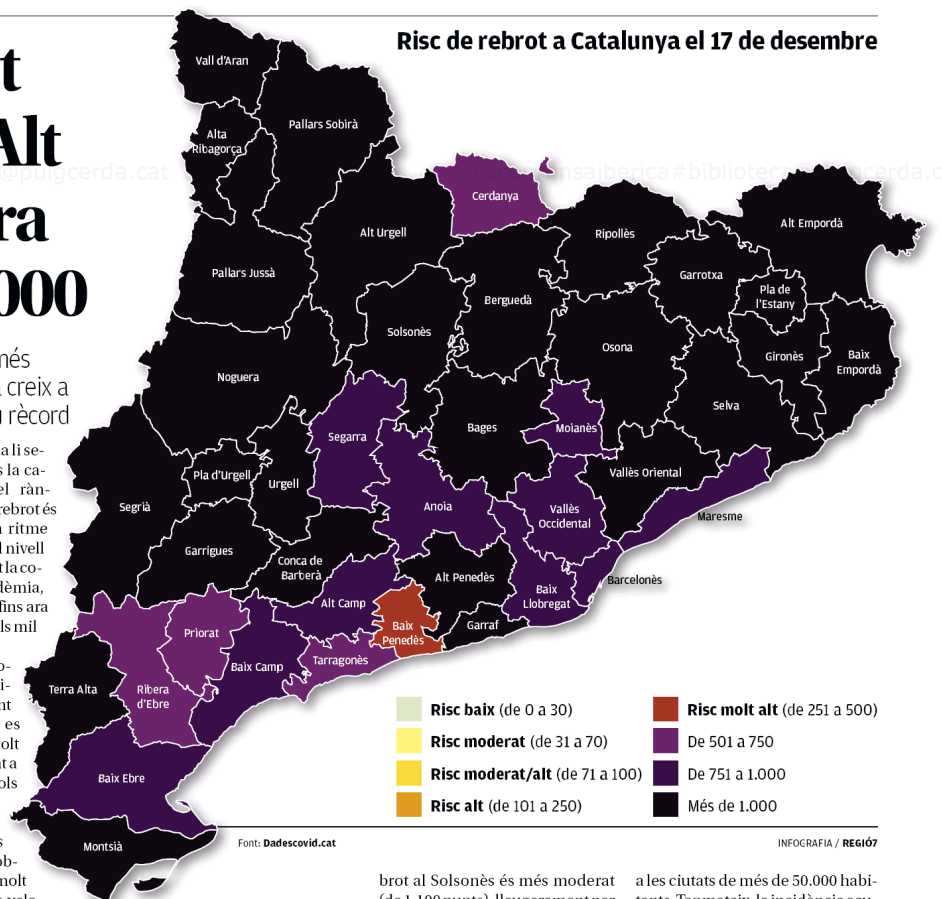 Risc de rebrot a Catalunya el 17 de desembre
t
Alt
ra
000
més
creix a
rècord
Vall d'Aran
Alta
Ribagorça
Pallars Sobirà
Cerdanya
Alt Urgell
Ripollès
Alt Empordà
Pallars Jussà
Garrotxa
Pla de
l'Estany
Berguedà
Solsonès
Osona
Gironès
Baix
Empordà
Noguera
Selva
Segarra
Bages
Moianès
Pla d'Urgell
Urgell
Vallès Oriental
Segrià
Anoia
Vallès
Occidental
Maresme
Garrigues
Conca de
Barberà
Alt Penedès
Barcelonès
Baix
Llobregat
Alt Camp
Garraf
Baix
Penedès
Priorat
Tarragonès
Baix Camp
Terra Alta
Ribera
d'Ebre
Baix Ebre
Montsià
Risc baix (de 0 a 30)
Risc moderat (de 31 a 70)
Risc moderat/alt (de 71 a 100)
Risc alt (de 101 a 250)
Risc molt alt (de 251 a 500)
De 501 a 750
De 751 a 1.000
Més de 1.000
Font: Dadescovid.cat
INFOGRAFIA / REGIÓ7
brot al Solsonès és més moderat
a les ciutats de més de 50.000 habi-